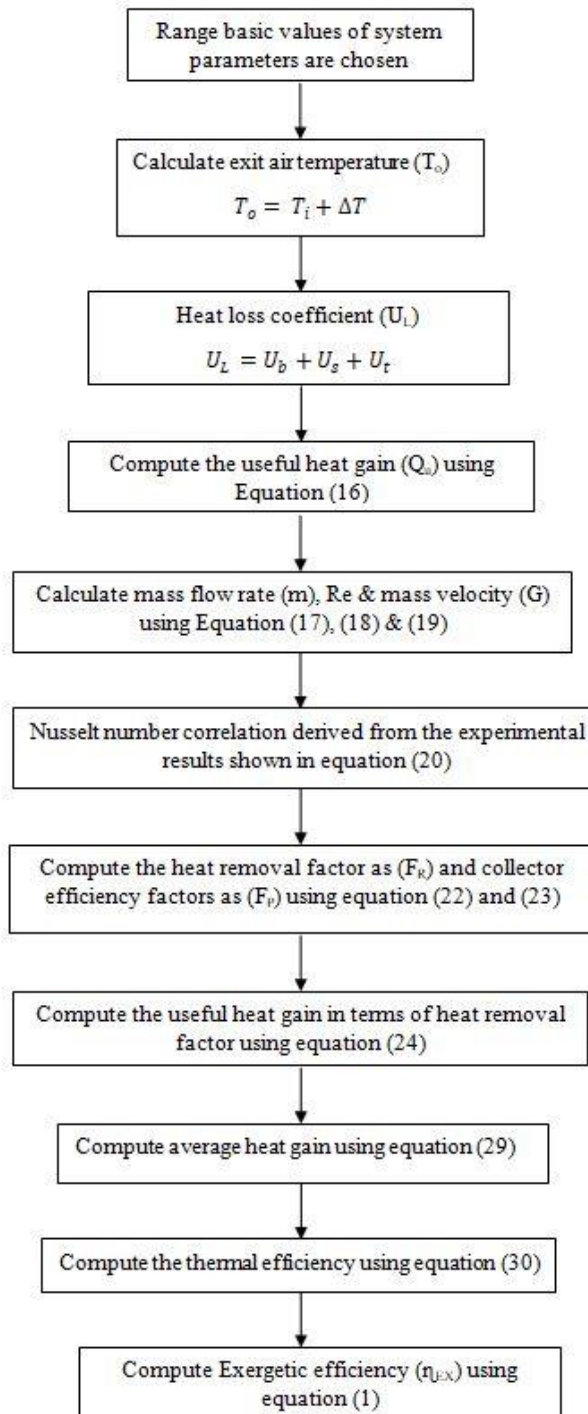 Range basic values of system
parameters are chosen
Calculate exit air temperature (Tₒ)
Tₒ = Tᵢ + ΔT
Heat loss coefficient (U_L)
U_L = U_b + U_s + U_t
Compute the useful heat gain (Qᵤ) using
Equation (16)
Calculate mass flow rate (m), Re & mass velocity (G)
using Equation (17), (18) & (19)
Nusselt number correlation derived from the experimental
results shown in equation (20)
Compute the heat removal factor as (F_R) and collector
efficiency factors as (F_P) using equation (22) and (23)
Compute the useful heat gain in terms of heat removal
factor using equation (24)
Compute average heat gain using equation (29)
Compute the thermal efficiency using equation (30)
Compute Exergetic efficiency (η_EX) using
equation (1)